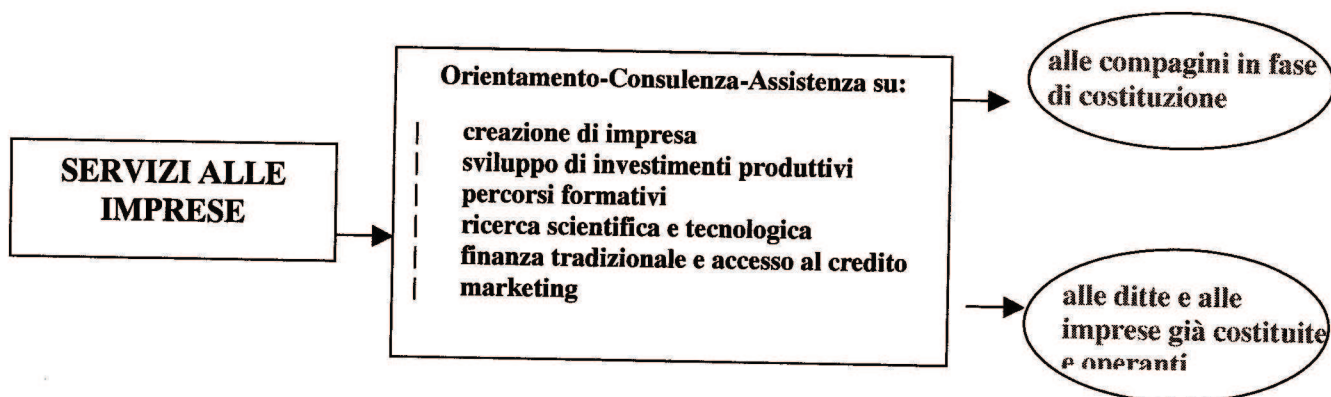 SERVIZI ALLE
IMPRESE
Orientamento-Consulenza-Assistenza su:
creazione di impresa
sviluppo di investimenti produttivi
percorsi formativi
ricerca scientifica e tecnologica
finanza tradizionale e accesso al credito
marketing
alle compagini in fase
di costituzione
alle ditte e alle
imprese già costituite
e operanti